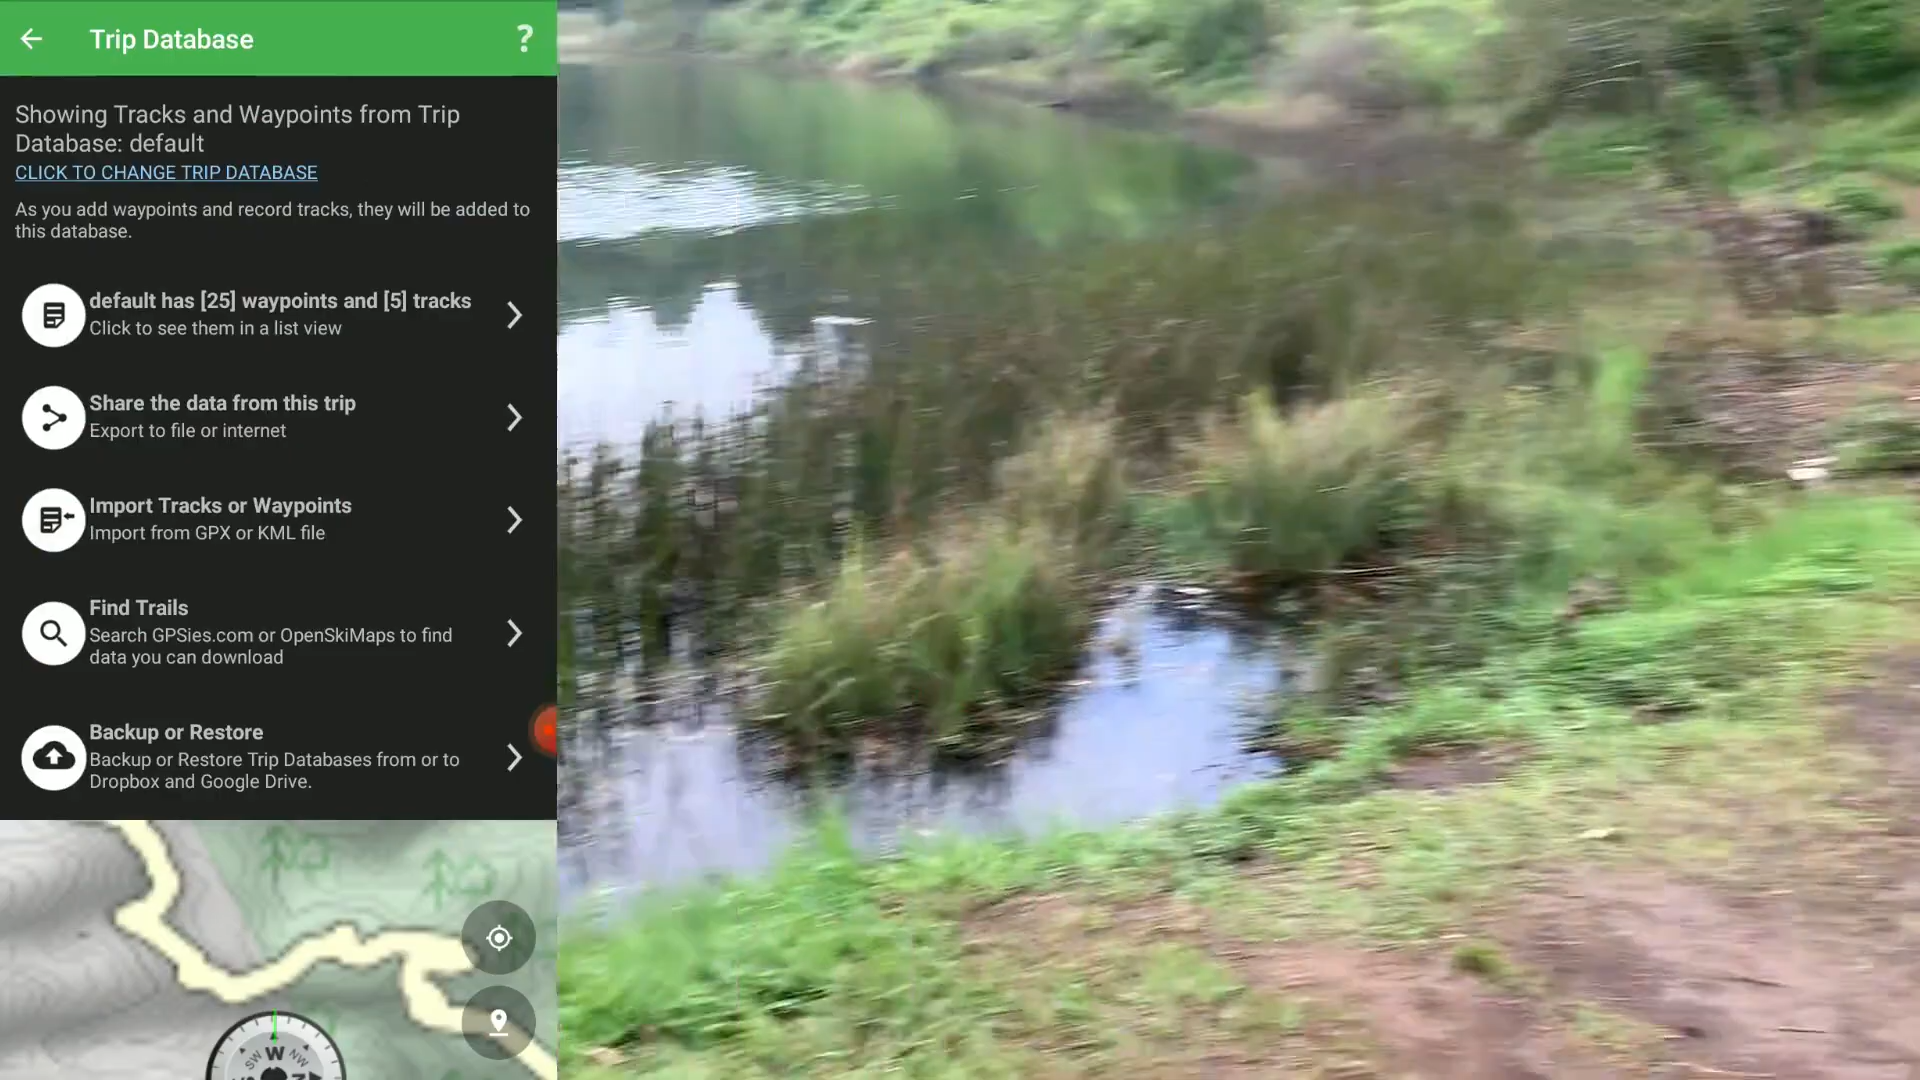 Trip Database
?
Showing Tracks and Waypoints from Trip
Database: default
CLICK TO CHANGE TRIP DATABASE
As you add waypoints and record tracks, they will be added to
this database.
default has [25] waypoints and [5] tracks
Click to see them in a list view
Share the data from this trip
Export to file or internet
Import Tracks or Waypoints
Import from GPX or KML file
Find Trails
Search GPSies.com or OpenSkiMaps to find
data you can download
Backup or Restore
Backup or Restore Trip Databases from or to
Dropbox and Google Drive.
SW W NW